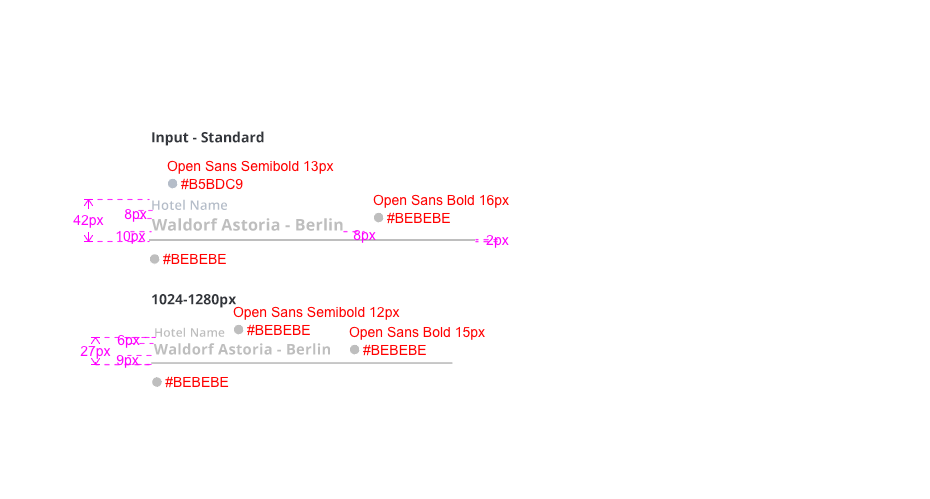 Input - Standard
Open Sans Semibold 13px
#B5BDC9
Open Sans Bold 16px
Hotel Name
8px
#BEBEBE
42px
Waldorf Astoria - Berlin
10px
8px
2px
#BEBEBE
1024-1280px
Open Sans Semibold 12px
Hotel Name
#BEBEBE
Open Sans Bold 15px
6px
27px
Waldorf Astoria - Berlin
#BEBEBE
9px
#BEBEBE